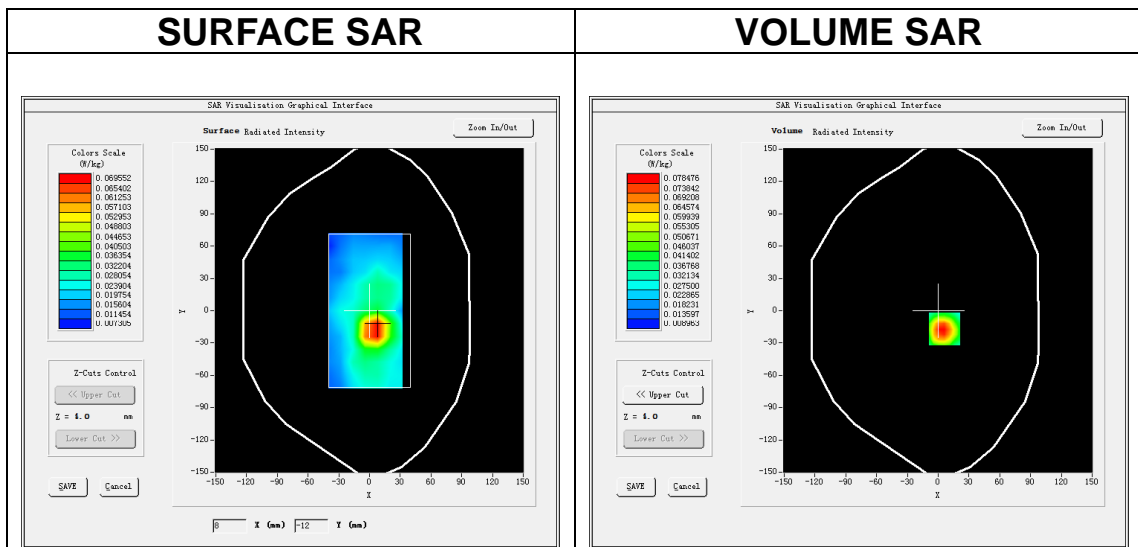 SURFACE SAR
VOLUME SAR
SAR Visualisation Graphical Interface
Surface Radiated Intensity
Zoom In/Out
Colors Scale
(W/kg)
0.069552
0.065402
0.061253
0.057103
0.052953
0.048803
0.044653
0.040503
0.036354
0.032204
0.028054
0.023904
0.019754
0.015604
0.011454
0.007305
Z-Cuts Control
<< Upper Cut
Z = 4.0 mm
Lower Cut >>
SAVE
Cancel
150
120
90
60
30
0
-30
-60
-90
-120
-150
Y
-150 -120 -90 -60 -30 0 30 60 90 120 150
X
8 X (mm) -12 Y (mm)
SAR Visualisation Graphical Interface
Volume Radiated Intensity
Zoom In/Out
Colors Scale
(W/kg)
0.078476
0.073842
0.069208
0.064574
0.059939
0.055305
0.050671
0.046037
0.041402
0.036768
0.032134
0.027500
0.022865
0.018231
0.013597
0.008963
Z-Cuts Control
<< Upper Cut
Z = 4.0 mm
Lower Cut >>
SAVE
Cancel
150
120
90
60
30
0
-30
-60
-90
-120
-150
Y
-150 -120 -90 -60 -30 0 30 60 90 120 150
X